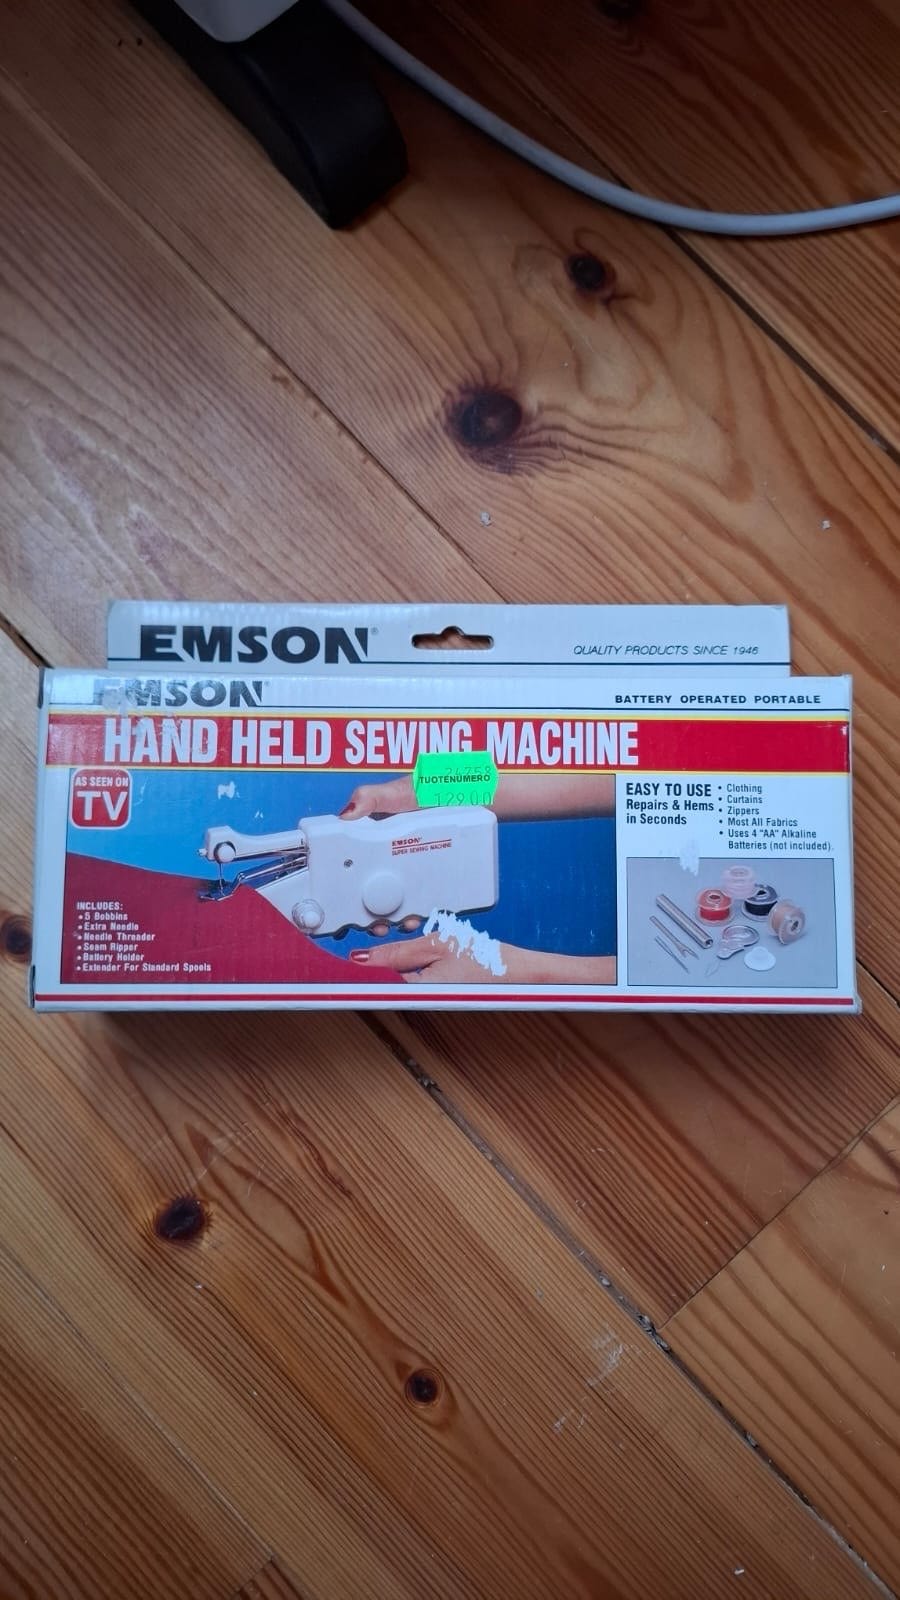 EMSON®
QUALITY PRODUCTS SINCE 1946
EMSON
BATTERY OPERATED PORTABLE
HAND HELD SEWING MACHINE
AS SEEN ON
TV
TUOTENUMERO
129.00
EMSON
SUPER SEWING MACHINE
INCLUDES:
• 5 Bobbins
• Extra Needle
• Needle Threader
• Seam Ripper
• Battery Holder
• Extender For Standard Spools
EASY TO USE
Repairs & Hems
in Seconds
• Clothing
• Curtains
• Zippers
• Most All Fabrics
• Uses 4 "AA" Alkaline
Batteries (not included).